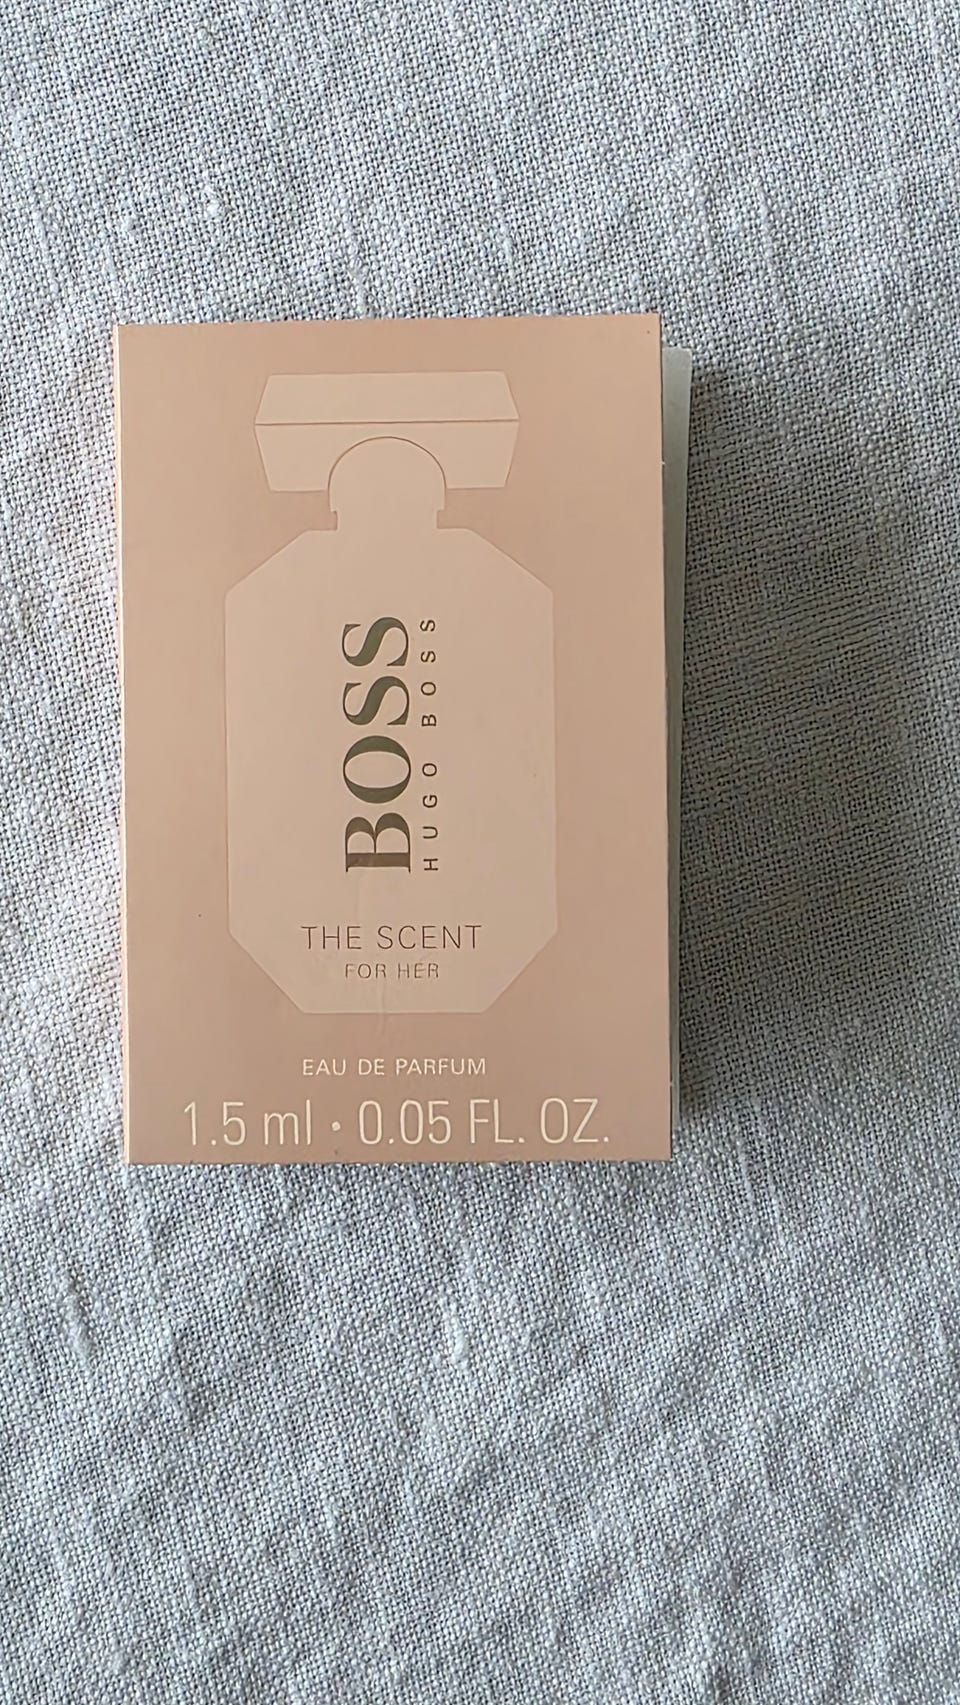 BOSS
HUGO BOSS
THE SCENT
FOR HER
EAU DE PARFUM
1.5 ml • 0.05 FL. OZ.